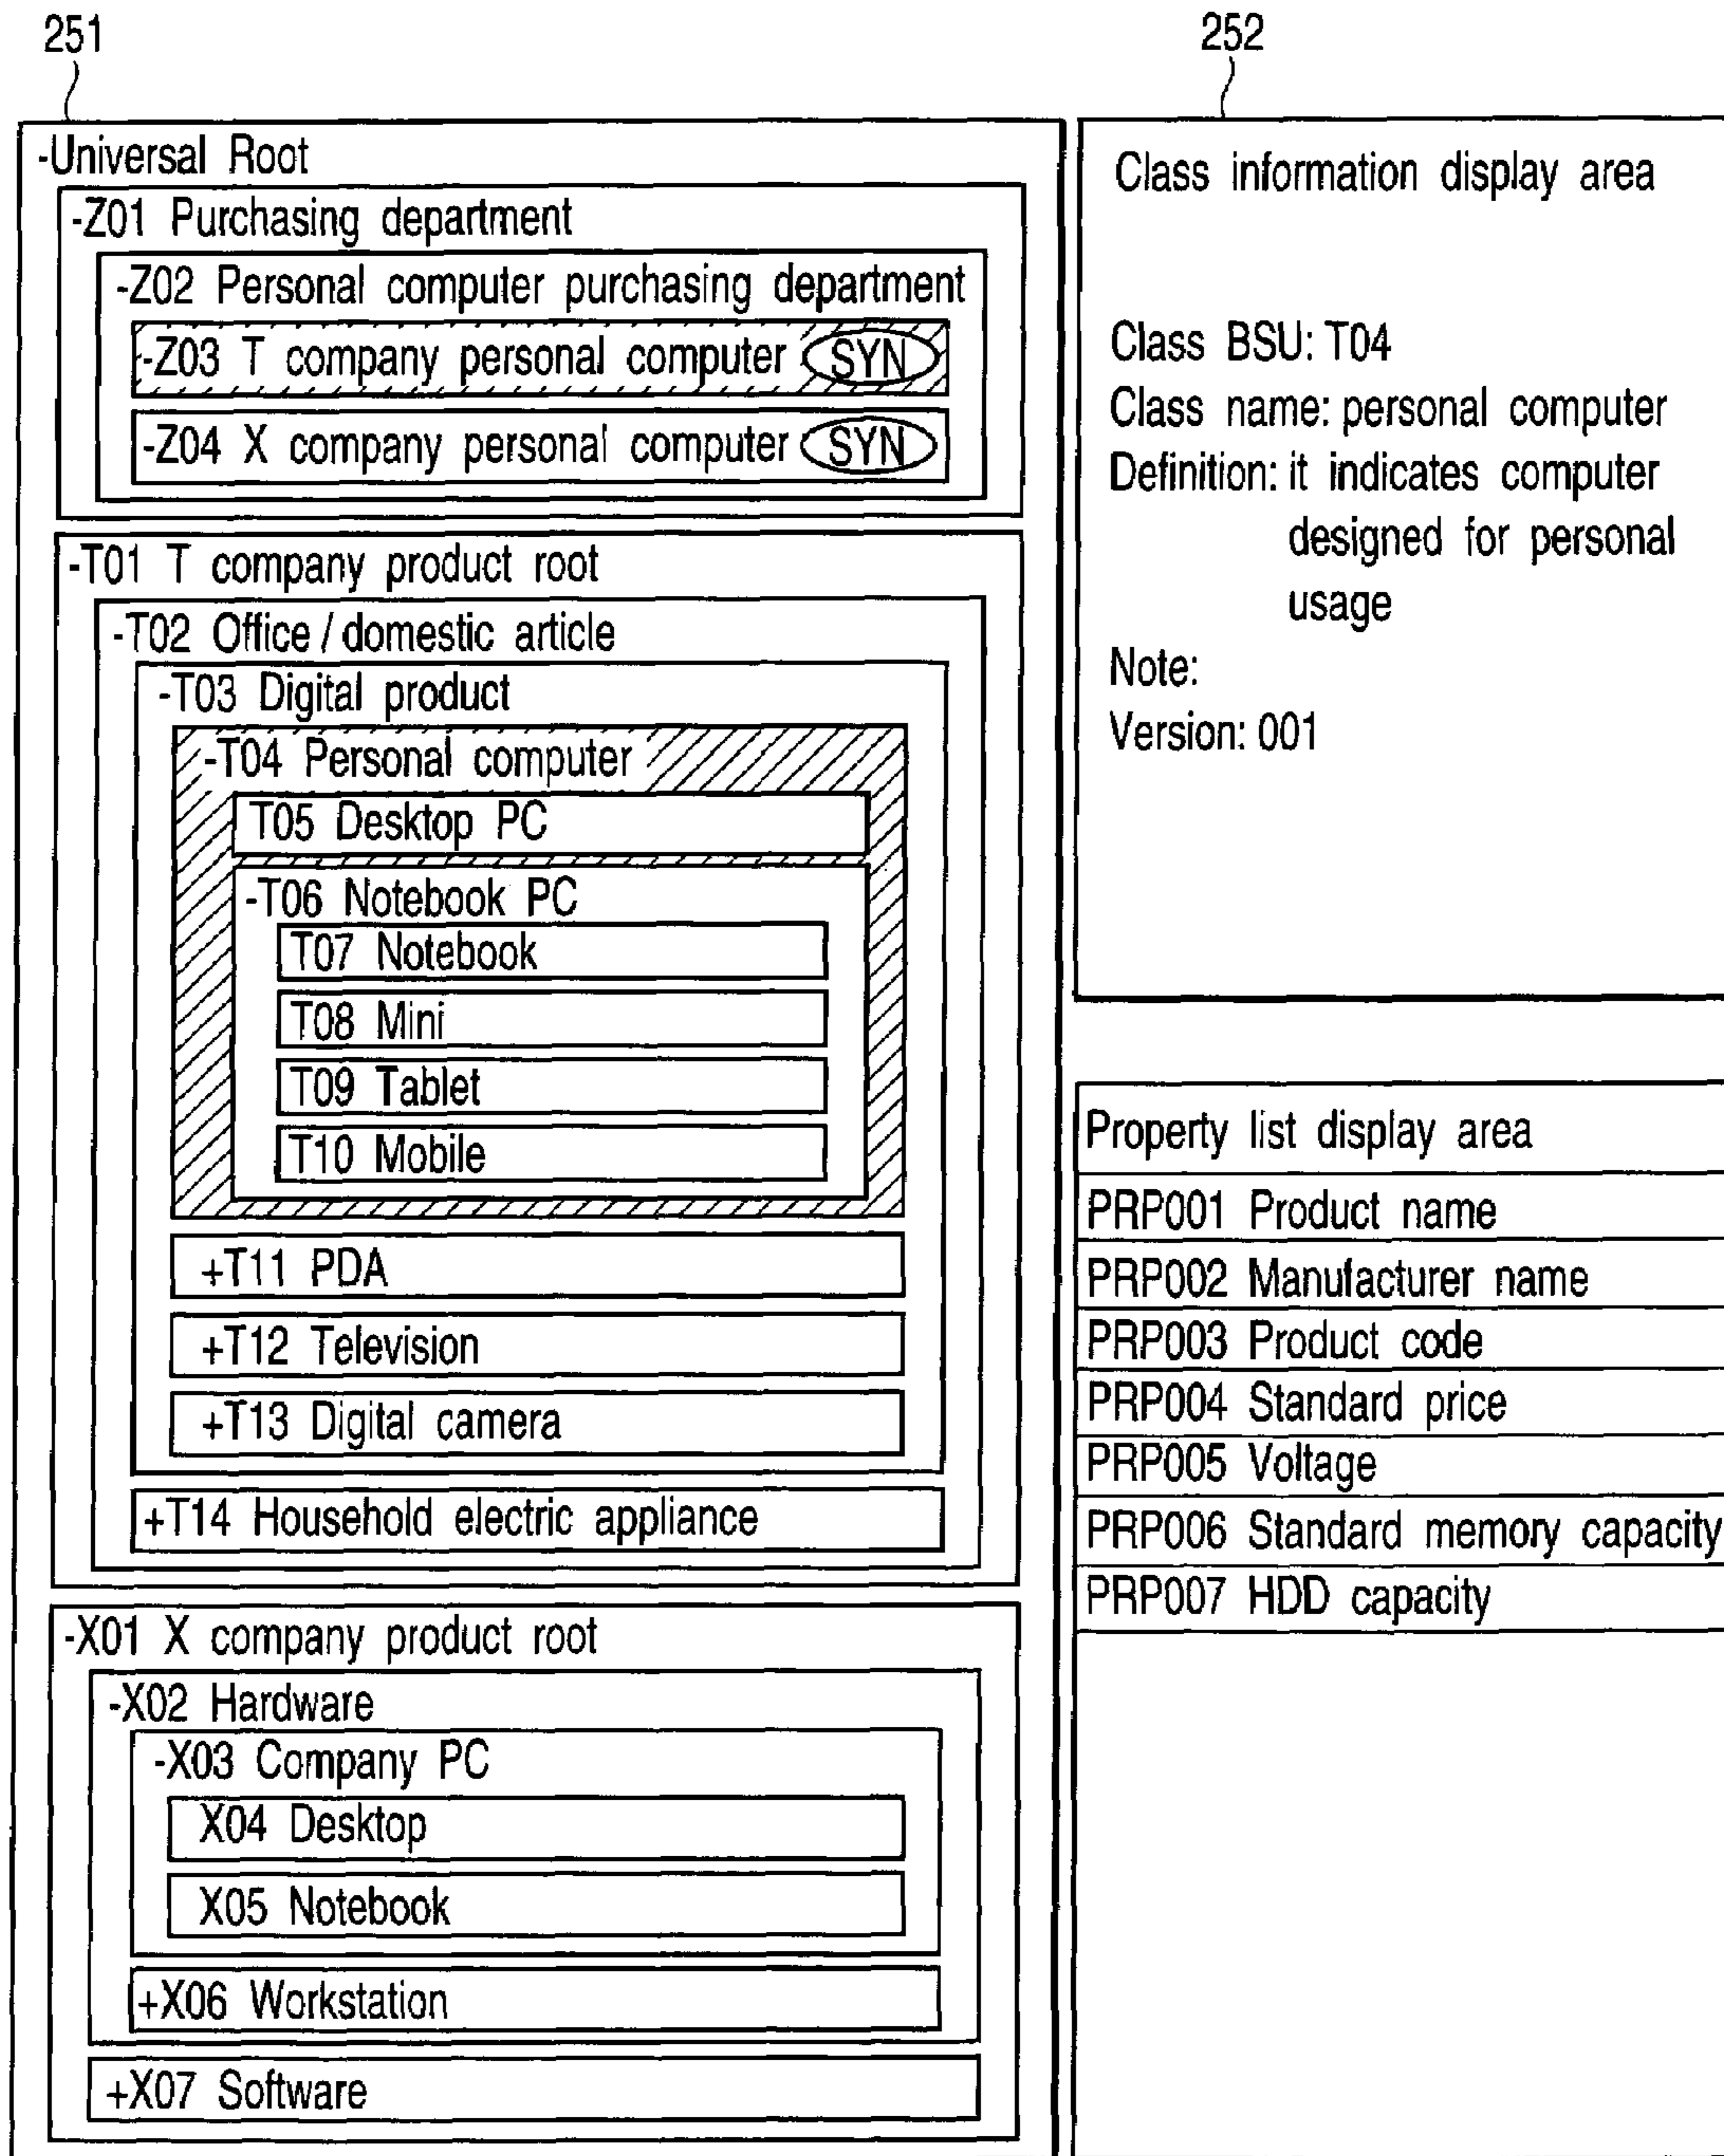 251
-Universal Root
-Z01 Purchasing department
-Z02 Personal computer purchasing department
-Z03 T company personal computer SYN
-Z04 X company personal computer SYN
-T01 T company product root
-T02 Office / domestic article
-T03 Digital product
-T04 Personal computer
T05 Desktop PC
-T06 Notebook PC
T07 Notebook
T08 Mini
T09 Tablet
T10 Mobile
+T11 PDA
+T12 Television
+T13 Digital camera
+T14 Household electric appliance
-X01 X company product root
-X02 Hardware
-X03 Company PC
X04 Desktop
X05 Notebook
+X06 Workstation
+X07 Software
252
Class information display area
Class BSU: T04
Class name: personal computer
Definition: it indicates computer
designed for personal
usage
Note:
Version: 001
Property list display area
PRP001 Product name
PRP002 Manufacturer name
PRP003 Product code
PRP004 Standard price
PRP005 Voltage
PRP006 Standard memory capacity
PRP007 HDD capacity